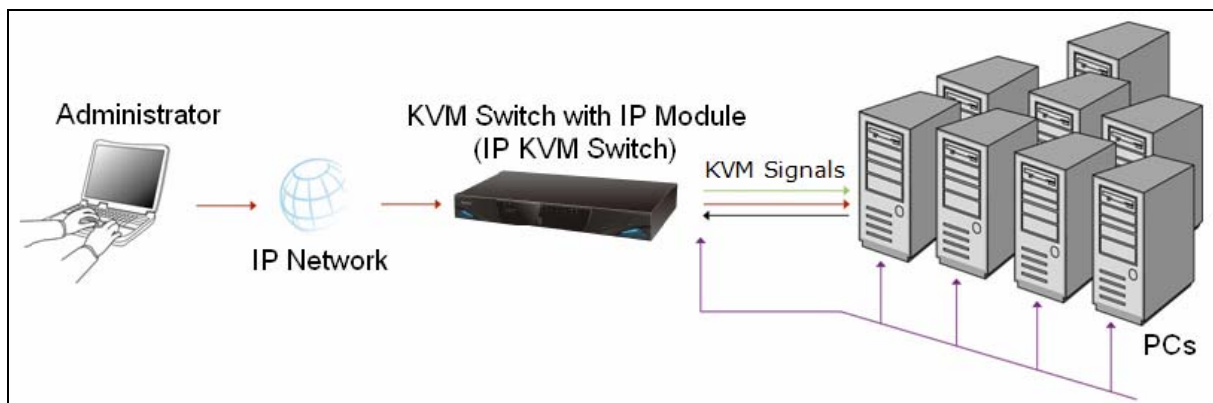 Administrator
IP Network
KVM Switch with IP Module
(IP KVM Switch)
KVM Signals
PCs